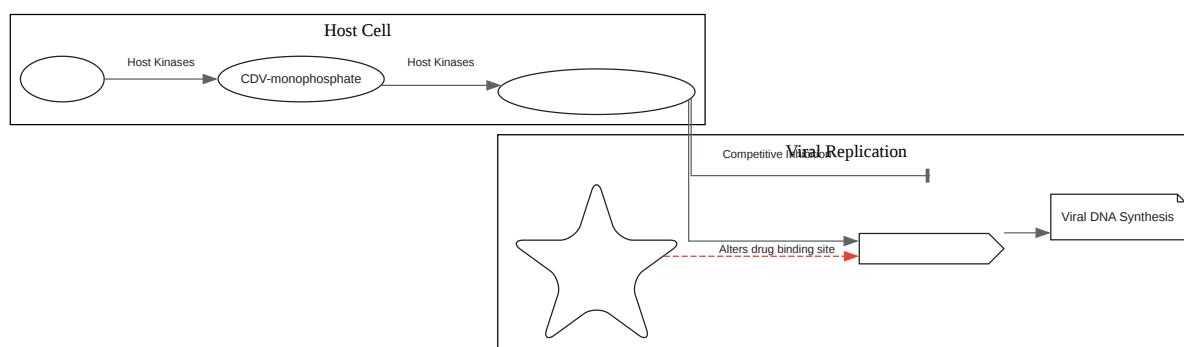 Host Cell
Host Kinases
Host Kinases
CDV-monophosphate
Viral Replication
Competitive Inhibition
Viral DNA Synthesis
Alters drug binding site